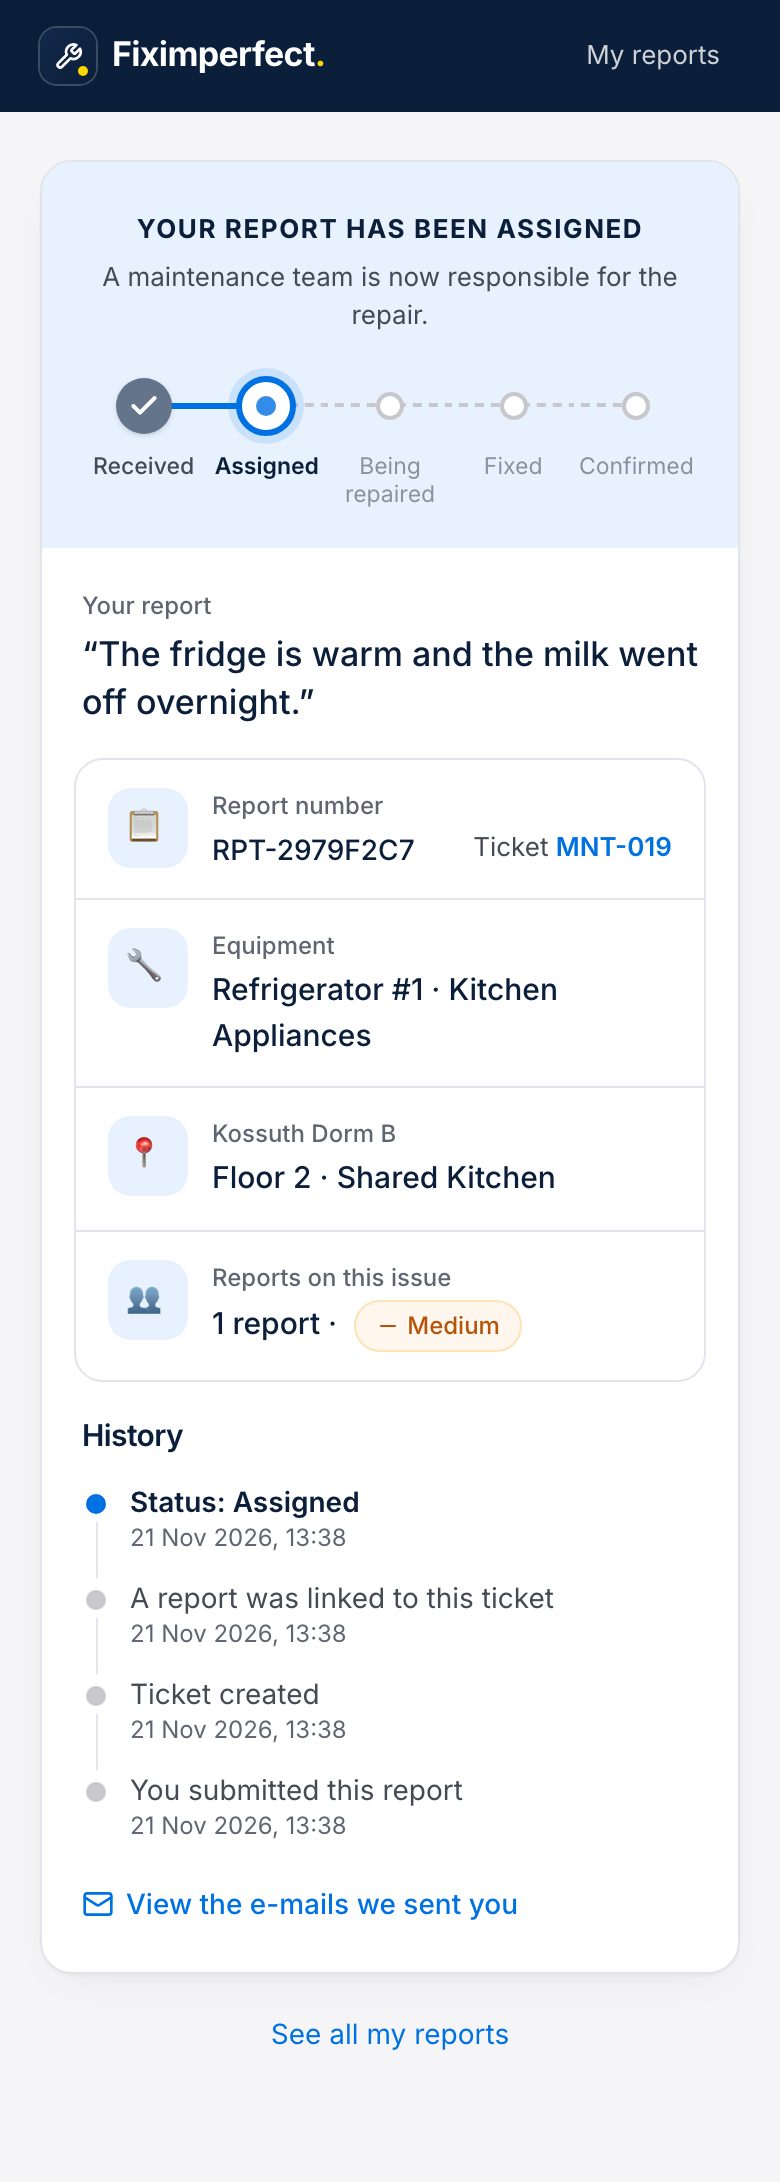 Fiximperfect.
My reports
YOUR REPORT HAS BEEN ASSIGNED
A maintenance team is now responsible for the
repair.
Received
Assigned
Being
repaired
Fixed
Confirmed
Your report
“The fridge is warm and the milk went
off overnight.”
Report number
RPT-2979F2C7
Ticket MNT-019
Equipment
Refrigerator #1 · Kitchen
Appliances
Kossuth Dorm B
Floor 2 · Shared Kitchen
Reports on this issue
1 report ·
– Medium
History
Status: Assigned
21 Nov 2026, 13:38
A report was linked to this ticket
21 Nov 2026, 13:38
Ticket created
21 Nov 2026, 13:38
You submitted this report
21 Nov 2026, 13:38
View the e-mails we sent you
See all my reports